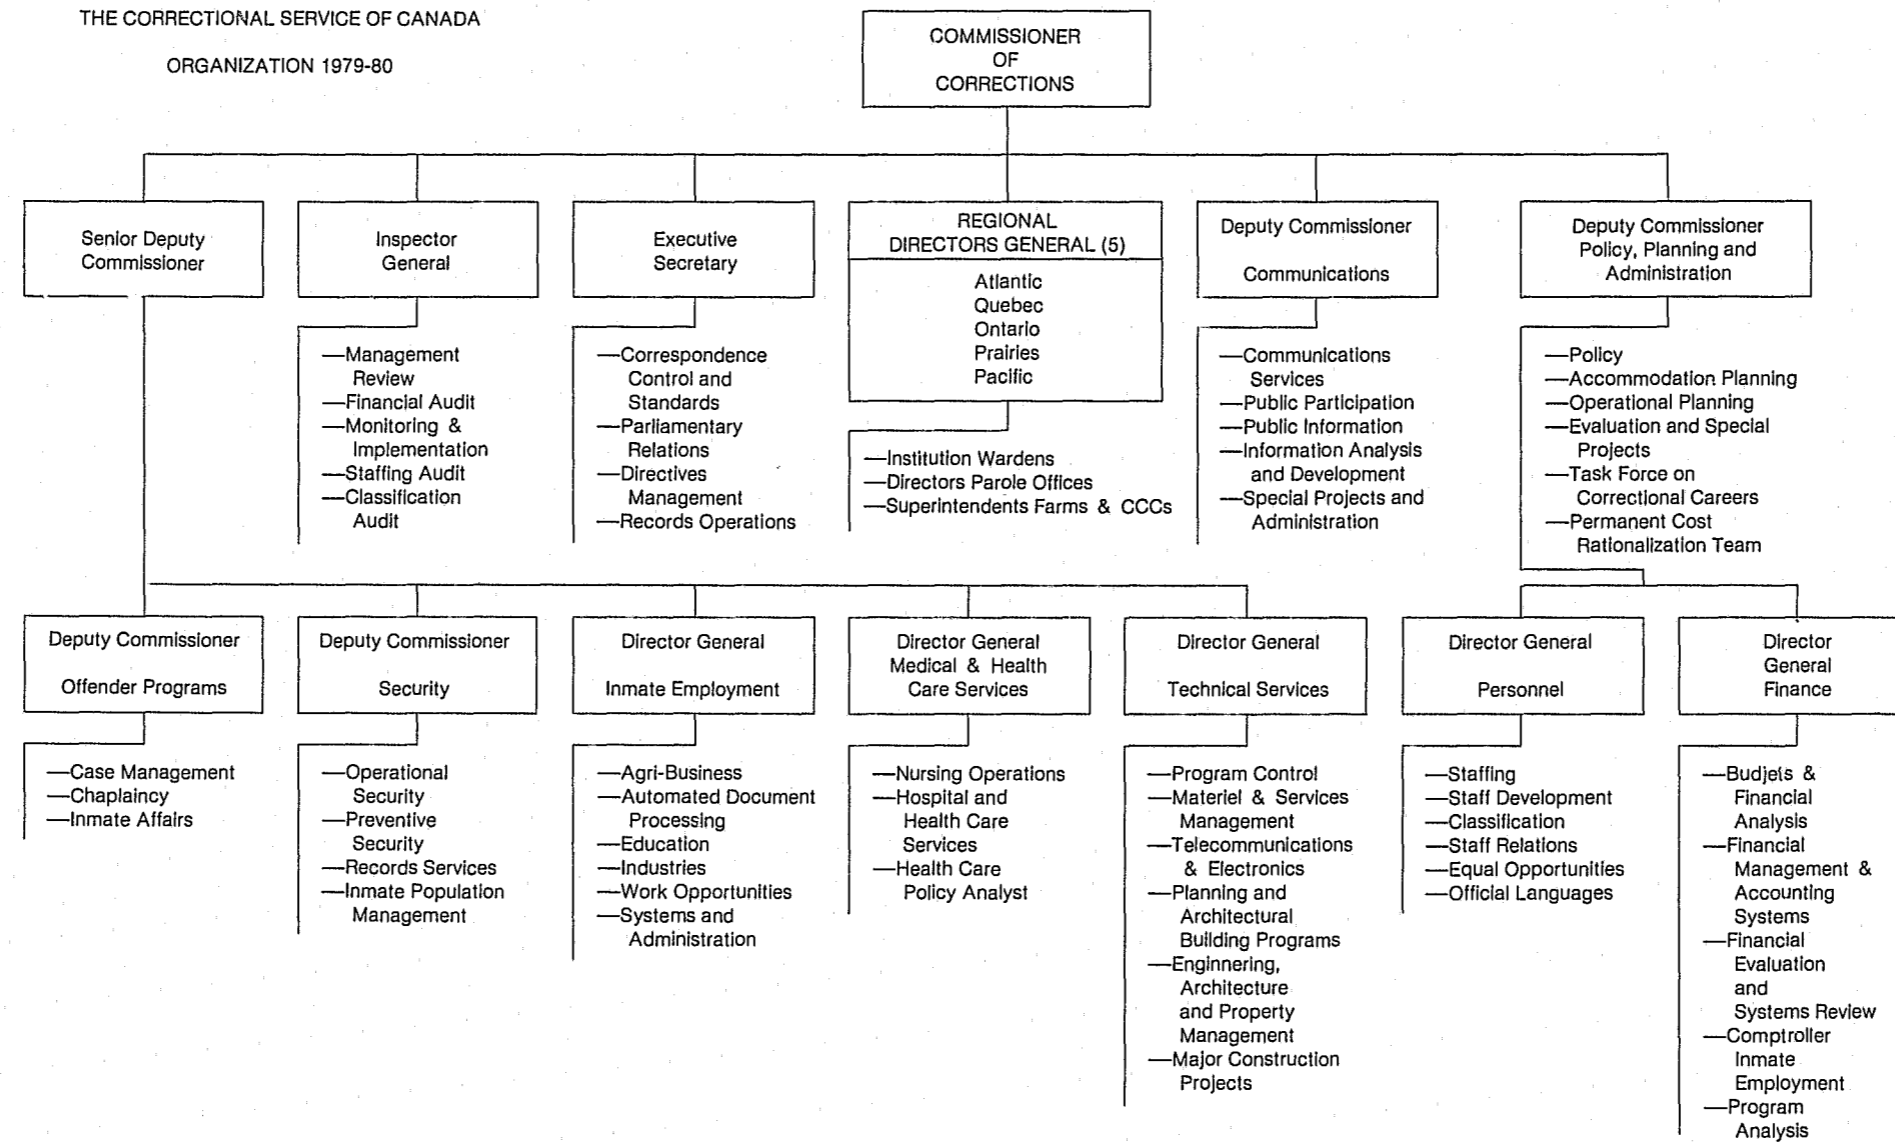 THE CORRECTIONAL SERVICE OF CANADA
ORGANIZATION 1979-80
COMMISSIONER
OF
CORRECTIONS
Senior Deputy
Commissioner
Inspector
General
—Management
Review
—Financial Audit
—Monitoring &
Implementation
—Staffing Audit
—Classification
Audit
Executive
Secretary
—Correspondence
Control and
Standards
—Parliamentary
Relations
—Directives
Management
—Records Operations
REGIONAL
DIRECTORS GENERAL (5)
Atlantic
Quebec
Ontario
Prairies
Pacific
—Institution Wardens
—Directors Parole Offices
—Superintendents Farms & CCCs
Deputy Commissioner
Communications
—Communications
Services
—Public Participation
—Public Information
—Information Analysis
and Development
—Special Projects and
Administration
Deputy Commissioner
Policy, Planning and
Administration
—Policy
—Accommodation Planning
—Operational Planning
—Evaluation and Special
Projects
—Task Force on
Correctional Careers
—Permanent Cost
Rationalization Team
Deputy Commissioner
Offender Programs
—Case Management
—Chaplaincy
—Inmate Affairs
Deputy Commissioner
Security
—Operational
Security
—Preventive
Security
—Records Services
—Inmate Population
Management
Director General
Inmate Employment
—Agri-Business
—Automated Document
Processing
—Education
—Industries
—Work Opportunities
—Systems and
Administration
Director General
Medical & Health
Care Services
—Nursing Operations
—Hospital and
Health Care
Services
—Health Care
Policy Analyst
Director General
Technical Services
—Program Control
—Materiel & Services
Management
—Telecommunications
& Electronics
—Planning and
Architectural
Building Programs
—Enginnering,
Architecture
and Property
Management
—Major Construction
Projects
Director General
Personnel
—Staffing
—Staff Development
—Classification
—Staff Relations
—Equal Opportunities
—Official Languages
Director
General
Finance
—Budjets &
Financial
Analysis
—Financial
Management &
Accounting
Systems
—Financial
Evaluation
and
Systems Review
—Comptroller
Inmate
Employment
—Program
Analysis